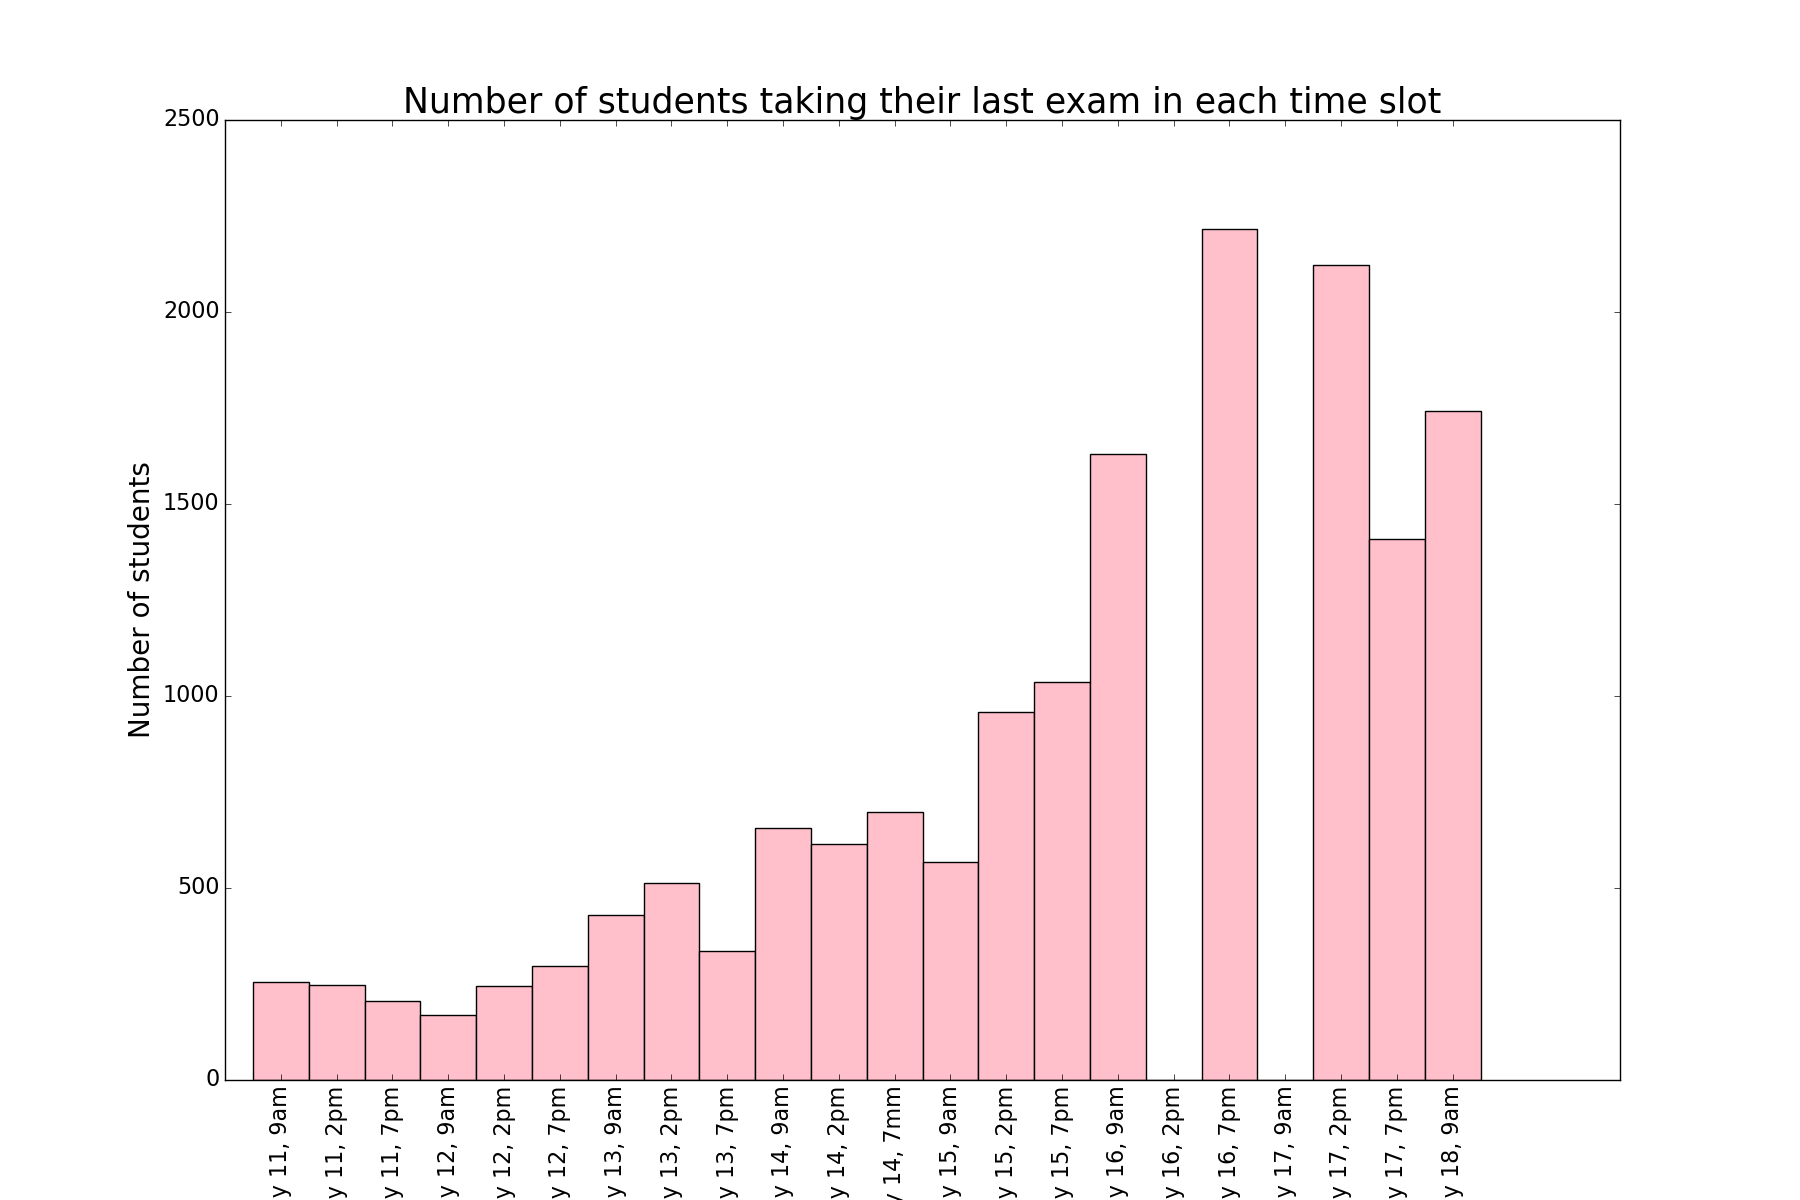 Number of students taking their last exam in each time slot
Number of students
2500
2000
1500
1000
500
0
y 11, 9am
y 11, 2pm
y 11, 7pm
y 12, 9am
y 12, 2pm
y 12, 7pm
y 13, 9am
y 13, 2pm
y 13, 7pm
y 14, 9am
y 14, 2pm
y 14, 7mm
y 15, 9am
y 15, 2pm
y 15, 7pm
y 16, 9am
y 16, 2pm
y 16, 7pm
y 17, 9am
y 17, 2pm
y 17, 7pm
y 18, 9am